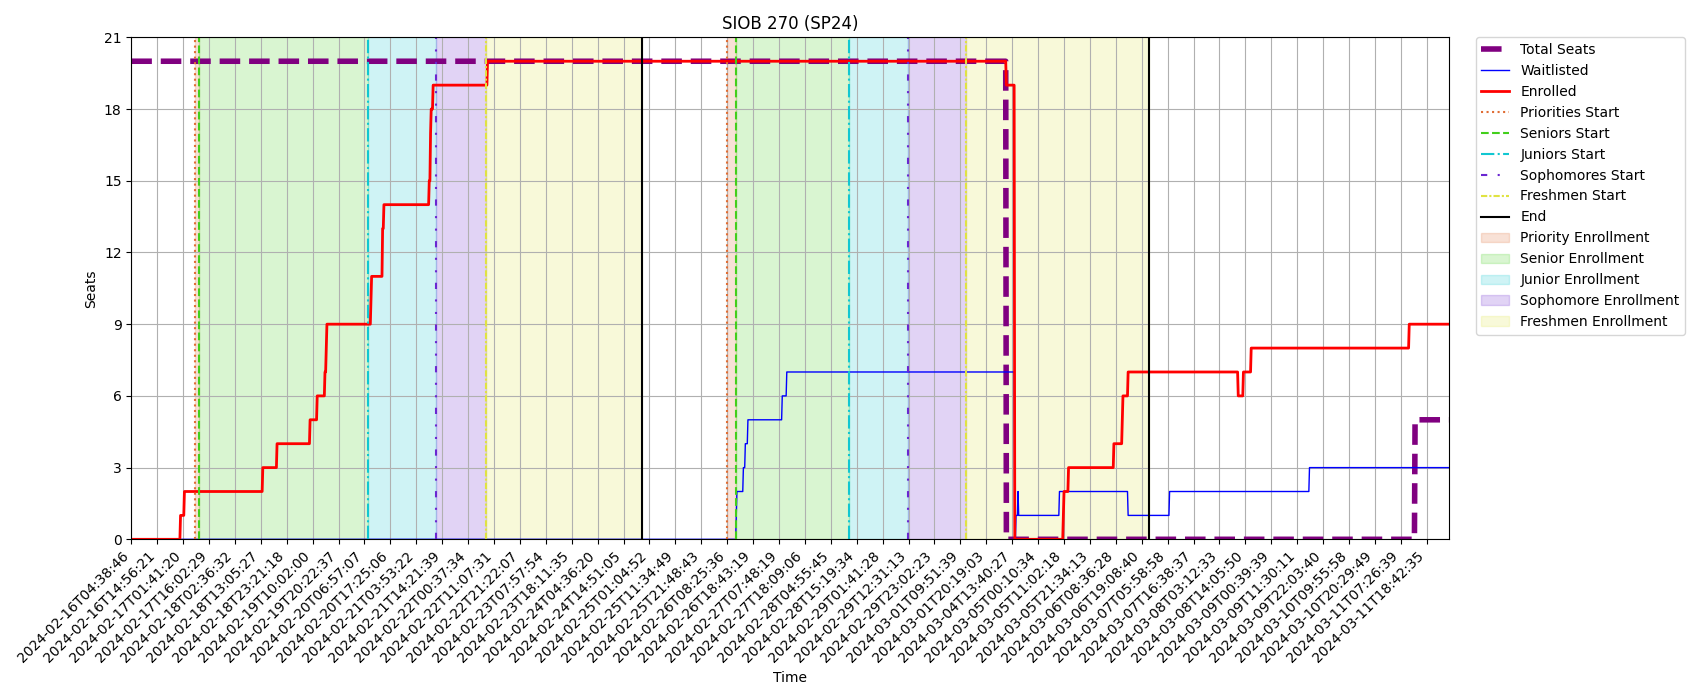 SIOB 270 (SP24)
21
18
15
12
9
6
3
0
Seats
2024-02-16T04:38:46
2024-02-16T14:56:21
2024-02-17T01:41:20
2024-02-17T16:02:29
2024-02-18T02:36:32
2024-02-18T13:05:27
2024-02-18T23:21:18
2024-02-19T10:02:00
2024-02-19T20:22:37
2024-02-20T06:57:07
2024-02-20T17:25:06
2024-02-21T03:53:22
2024-02-21T14:21:39
2024-02-22T00:37:34
2024-02-22T11:07:31
2024-02-22T21:22:07
2024-02-23T07:57:54
2024-02-23T18:11:35
2024-02-24T04:36:20
2024-02-24T14:51:05
2024-02-25T01:04:52
2024-02-25T11:34:49
2024-02-25T21:48:43
2024-02-26T08:25:36
2024-02-26T18:43:19
2024-02-27T07:48:19
2024-02-27T18:09:06
2024-02-28T04:55:45
2024-02-28T15:19:34
2024-02-29T01:41:28
2024-02-29T12:31:13
2024-02-29T23:02:23
2024-03-01T09:51:39
2024-03-01T20:19:03
2024-03-04T13:40:27
2024-03-05T00:10:34
2024-03-05T11:02:18
2024-03-05T21:34:13
2024-03-06T08:36:28
2024-03-06T19:08:40
2024-03-07T05:58:58
2024-03-07T16:38:37
2024-03-08T03:12:33
2024-03-08T14:05:50
2024-03-09T00:39:39
2024-03-09T11:30:11
2024-03-09T22:03:40
2024-03-10T09:55:58
2024-03-10T20:29:49
2024-03-11T07:26:39
2024-03-11T18:42:35
Time
Total Seats
Waitlisted
Enrolled
Priorities Start
Seniors Start
Juniors Start
Sophomores Start
Freshmen Start
End
Priority Enrollment
Senior Enrollment
Junior Enrollment
Sophomore Enrollment
Freshmen Enrollment